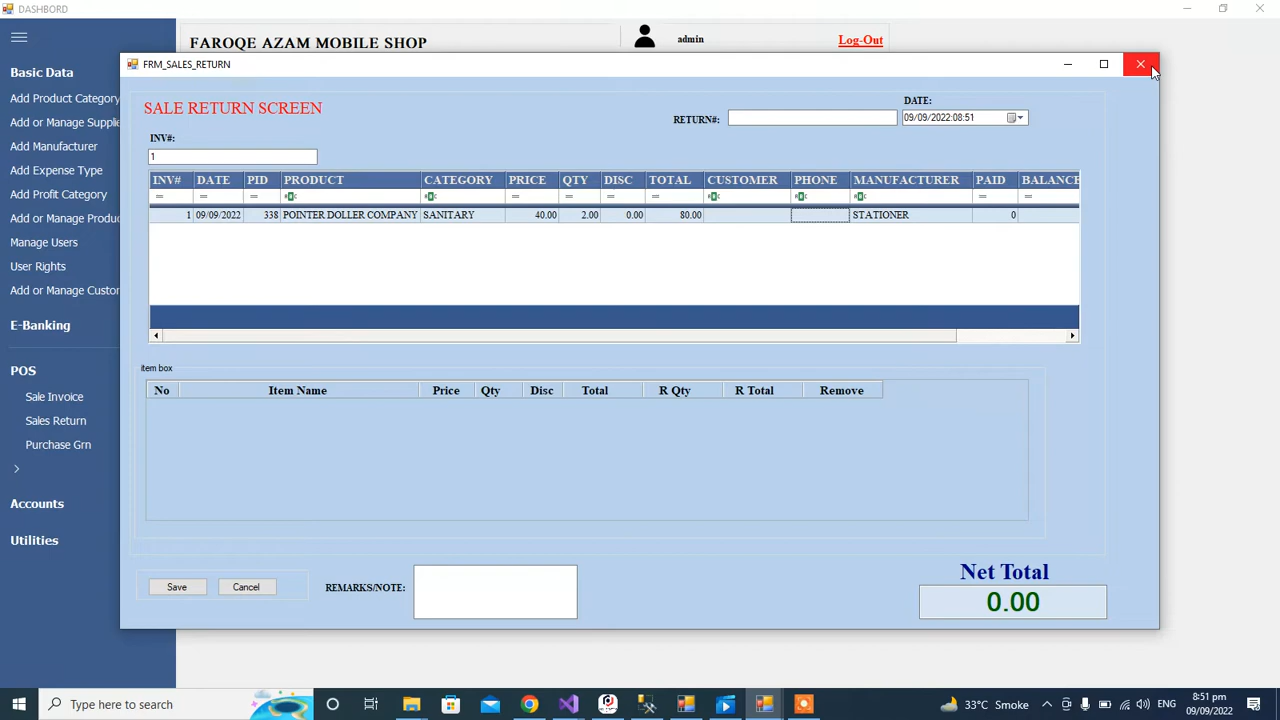 DASHBORD
FAROQE AZAM MOBILE SHOP
admin
Log-Out
Basic Data
Add Product Category
Add or Manage Supplie
Add Manufacturer
Add Expense Type
Add Profit Category
Add or Manage Produc
Manage Users
User Rights
Add or Manage Custom
E-Banking
POS
Sale Invoice
Sales Return
Purchase Grn
Accounts
Utilities
FRM_SALES_RETURN
SALE RETURN SCREEN
RETURN#:
DATE:
09/09/2022:08:51
INV#:
1
INV# DATE PID PRODUCT CATEGORY PRICE QTY DISC TOTAL CUSTOMER PHONE MANUFACTURER PAID BALANCE
1 09/09/2022 338 POINTER DOLLER COMPANY SANITARY 40.00 2.00 0.00 80.00 STATIONER 0
item box
No Item Name Price Qty Disc Total R Qty R Total Remove
Save Cancel
REMARKS/NOTE:
Net Total
0.00
Type here to search
33°C Smoke
ENG
8:51 pm
09/09/2022